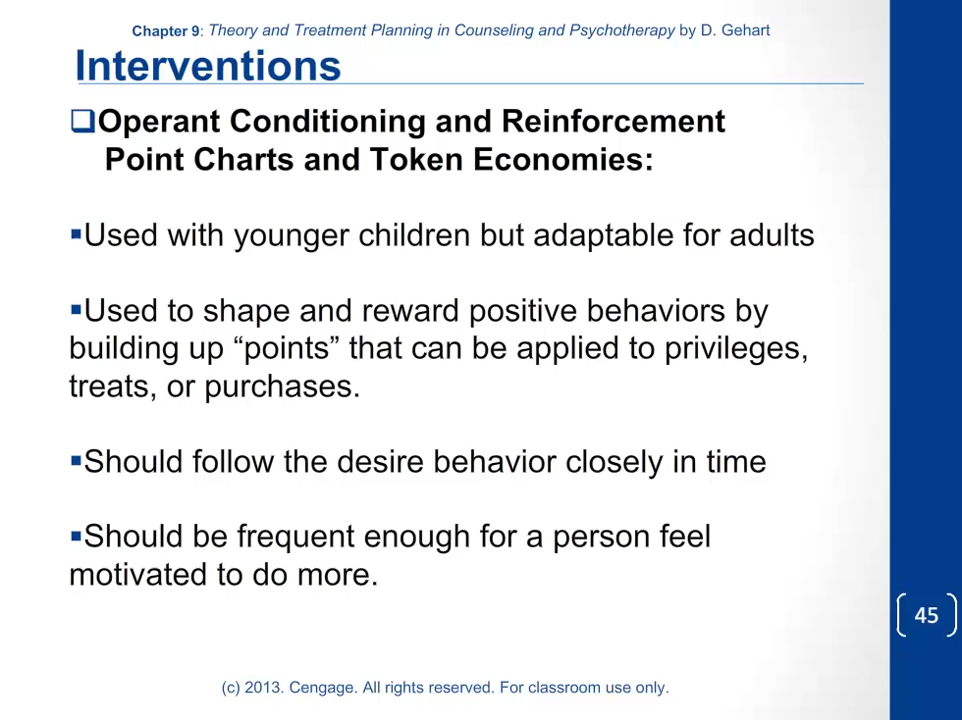 Chapter 9: Theory and Treatment Planning in Counseling and Psychotherapy by D. Gehart
Interventions
❑Operant Conditioning and Reinforcement
Point Charts and Token Economies:
▪Used with younger children but adaptable for adults
▪Used to shape and reward positive behaviors by
building up “points” that can be applied to privileges,
treats, or purchases.
▪Should follow the desire behavior closely in time
▪Should be frequent enough for a person feel
motivated to do more.
45
(c) 2013. Cengage. All rights reserved. For classroom use only.